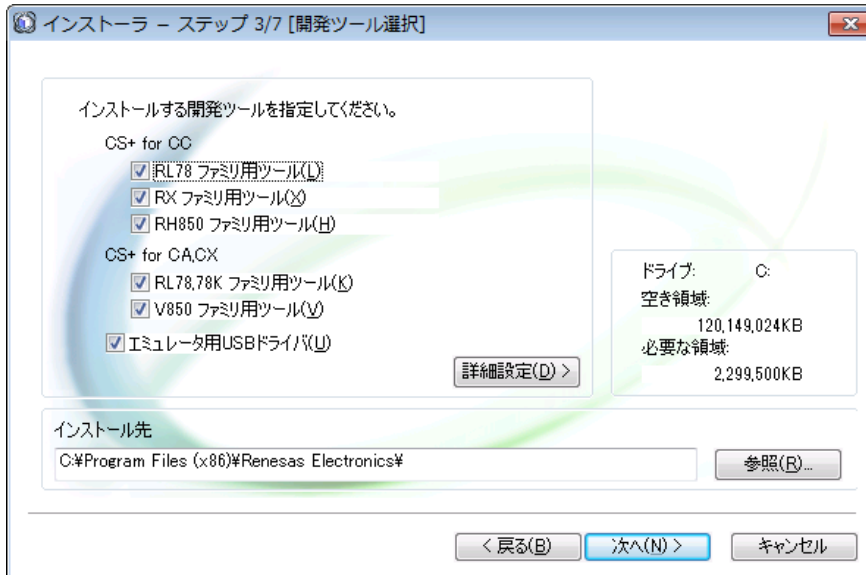 インストーラ – ステップ 3/7 [開発ツール選択]
インストールする開発ツールを指定してください。
CS+ for CC
RL78 ファミリ用ツール(L)
RX ファミリ用ツール(X)
RH850 ファミリ用ツール(H)
CS+ for CA,CX
RL78,78K ファミリ用ツール(K)
V850 ファミリ用ツール(V)
エミュレータ用USBドライバ(U)
詳細設定(D) >
ドライブ: C:
空き領域:
120,149,024KB
必要な領域:
2,299,500KB
インストール先
C:¥Program Files (x86)¥Renesas Electronics¥
参照(R)...
< 戻る(B)
次へ(N) >
キャンセル